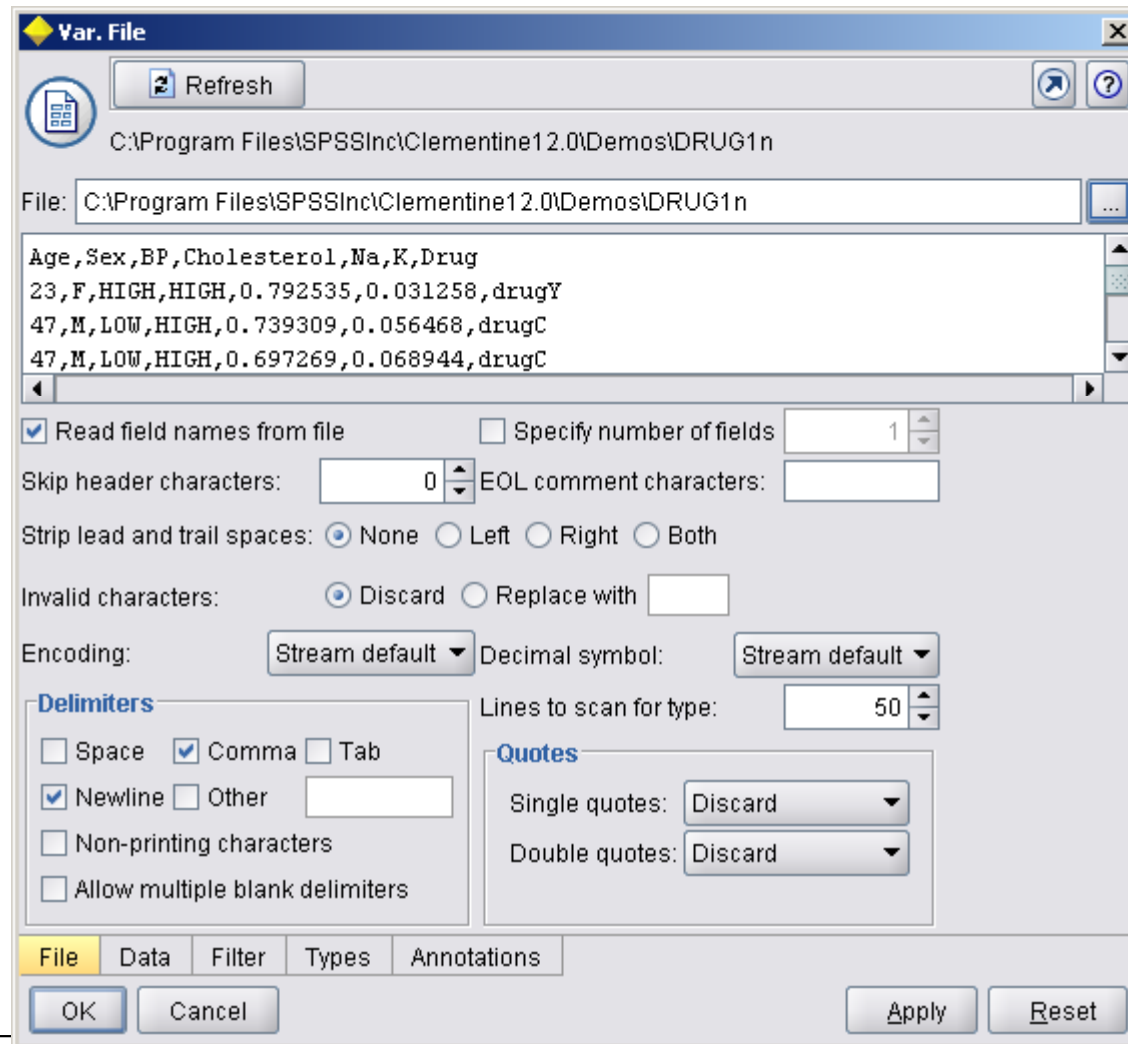 Var. File
Refresh
C:\Program Files\SPSSInc\Clementine12.0\Demos\DRUG1n
File: C:\Program Files\SPSSInc\Clementine12.0\Demos\DRUG1n ...
Age,Sex,BP,Cholesterol,Na,K,Drug
23,F,HIGH,HIGH,0.792535,0.031258,drugY
47,M,LOW,HIGH,0.739309,0.056468,drugC
47,M,LOW,HIGH,0.697269,0.068944,drugC
Read field names from file Specify number of fields 1
Skip header characters: 0 EOL comment characters:
Strip lead and trail spaces: None Left Right Both
Invalid characters: Discard Replace with
Encoding: Stream default Decimal symbol: Stream default
Delimiters Lines to scan for type: 50
Space Comma Tab
Quotes
Newline Other
Single quotes: Discard
Non-printing characters
Double quotes: Discard
Allow multiple blank delimiters
File Data Filter Types Annotations
OK Cancel Apply Reset